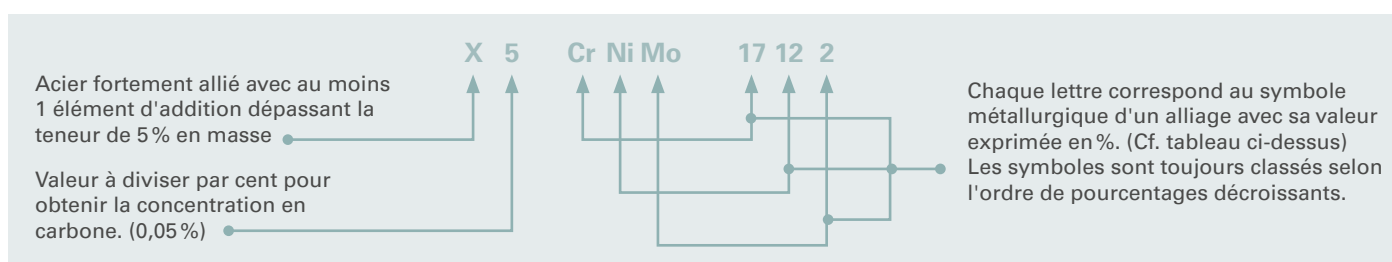 X 5 Cr Ni Mo 17 12 2
Acier fortement allié avec au moins
1 élément d'addition dépassant la
teneur de 5 % en masse
Valeur à diviser par cent pour
obtenir la concentration en
carbone. (0,05 %)
Chaque lettre correspond au symbole
métallurgique d'un alliage avec sa valeur
exprimée en %. (Cf. tableau ci-dessus)
Les symboles sont toujours classés selon
l'ordre de pourcentages décroissants.